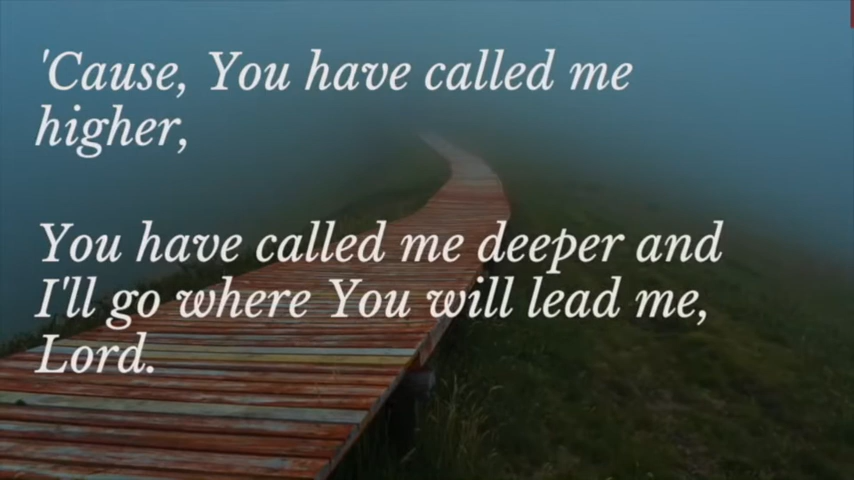 'Cause, You have called me
higher,
You have called me deeper and
I'll go where You will lead me,
Lord.